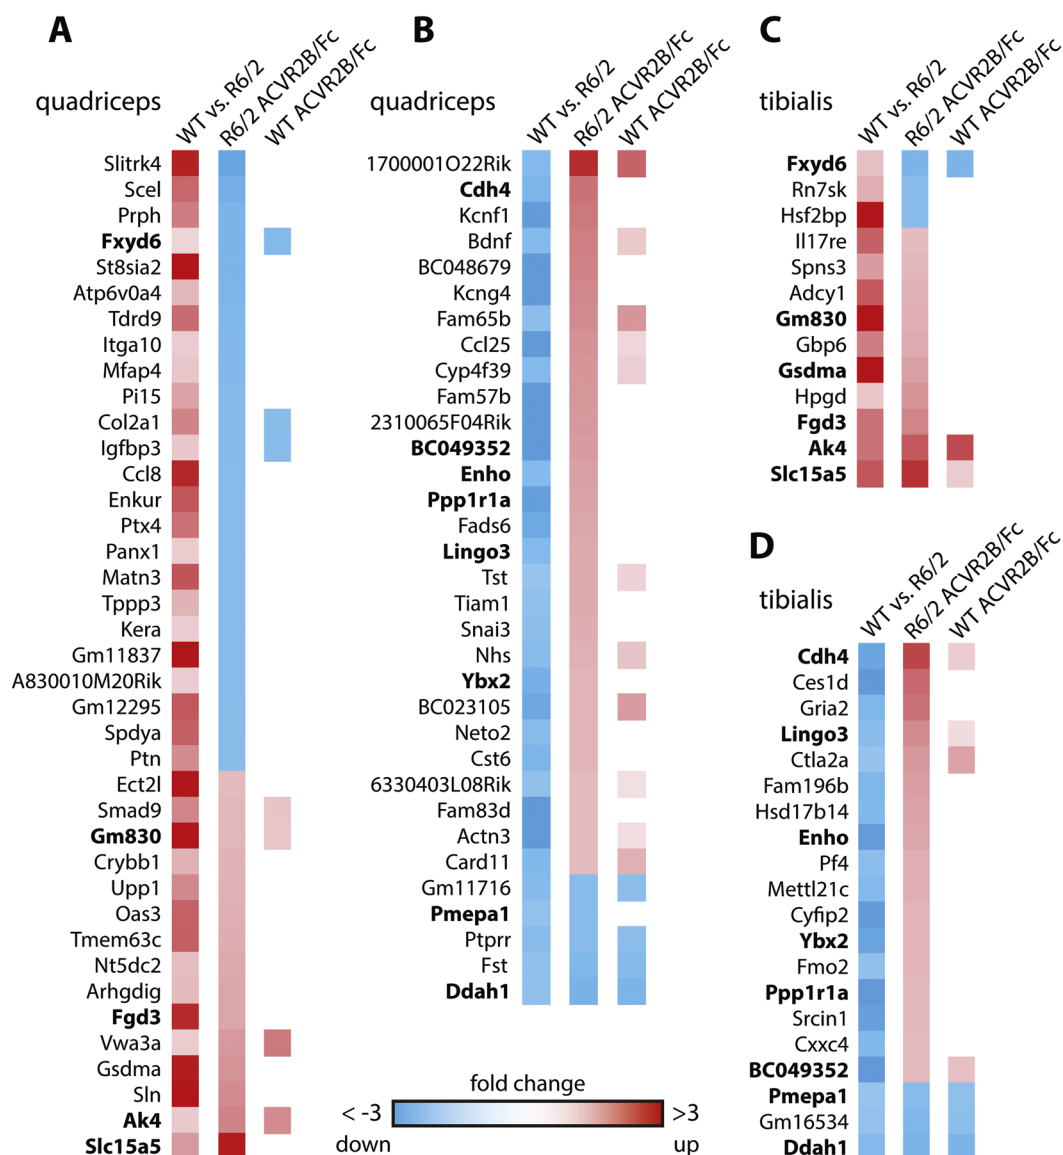 A
quadriceps
WT vs. R6/2
R6/2 ACVR2B/Fc
WT ACVR2B/Fc
Slitrk4
Scel
Prph
Fxyd6
St8sia2
Atp6v0a4
Tdrd9
Itga10
Mfap4
Pi15
Col2a1
Igfbp3
Ccl8
Enkur
Ptx4
Panx1
Matn3
Tppp3
Kera
Gm11837
A830010M20Rik
Gm12295
Spdya
Ptn
Ect2l
Smad9
Gm830
Crybb1
Upp1
Oas3
Tmem63c
Nt5dc2
Arhgdig
Fgd3
Vwa3a
Gsdma
Sln
Ak4
Slc15a5
B
quadriceps
WT vs. R6/2
R6/2 ACVR2B/Fc
WT ACVR2B/Fc
1700001O22Rik
Cdh4
Kcnf1
Bdnf
BC048679
Kcng4
Fam65b
Ccl25
Cyp4f39
Fam57b
2310065F04Rik
BC049352
Enho
Ppp1r1a
Fads6
Lingo3
Tst
Tiam1
Snai3
Nhs
Ybx2
BC023105
Neto2
Cst6
6330403L08Rik
Fam83d
Actn3
Card11
Gm11716
Pmepa1
Ptprr
Fst
Ddah1
fold change
< -3
>3
down
up
C
tibialis
WT vs. R6/2
R6/2 ACVR2B/Fc
WT ACVR2B/Fc
Fxyd6
Rn7sk
Hsf2bp
Il17re
Spns3
Adcy1
Gm830
Gbp6
Gsdma
Hpgd
Fgd3
Ak4
Slc15a5
D
tibialis
WT vs. R6/2
R6/2 ACVR2B/Fc
WT ACVR2B/Fc
Cdh4
Ces1d
Gria2
Lingo3
Ctla2a
Fam196b
Hsd17b14
Enho
Pf4
Mettl21c
Cyfip2
Ybx2
Fmo2
Ppp1r1a
Srcin1
Cxxc4
BC049352
Pmepa1
Gm16534
Ddah1